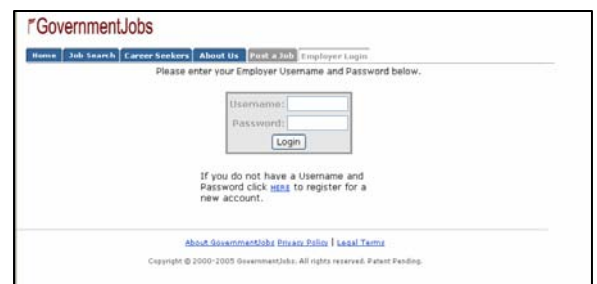 GovernmentJobs
Home Job Search Career Seekers About Us Post a Job Employer Login
Please enter your Employer Username and Password below.
Username:
Password:
Login
If you do not have a Username and
Password click HERE to register for a
new account.
About GovernmentJobs Privacy Policy | Legal Terms
Copyright @ 2000-2005 GovernmentJobs. All rights reserved. Patent Pending.